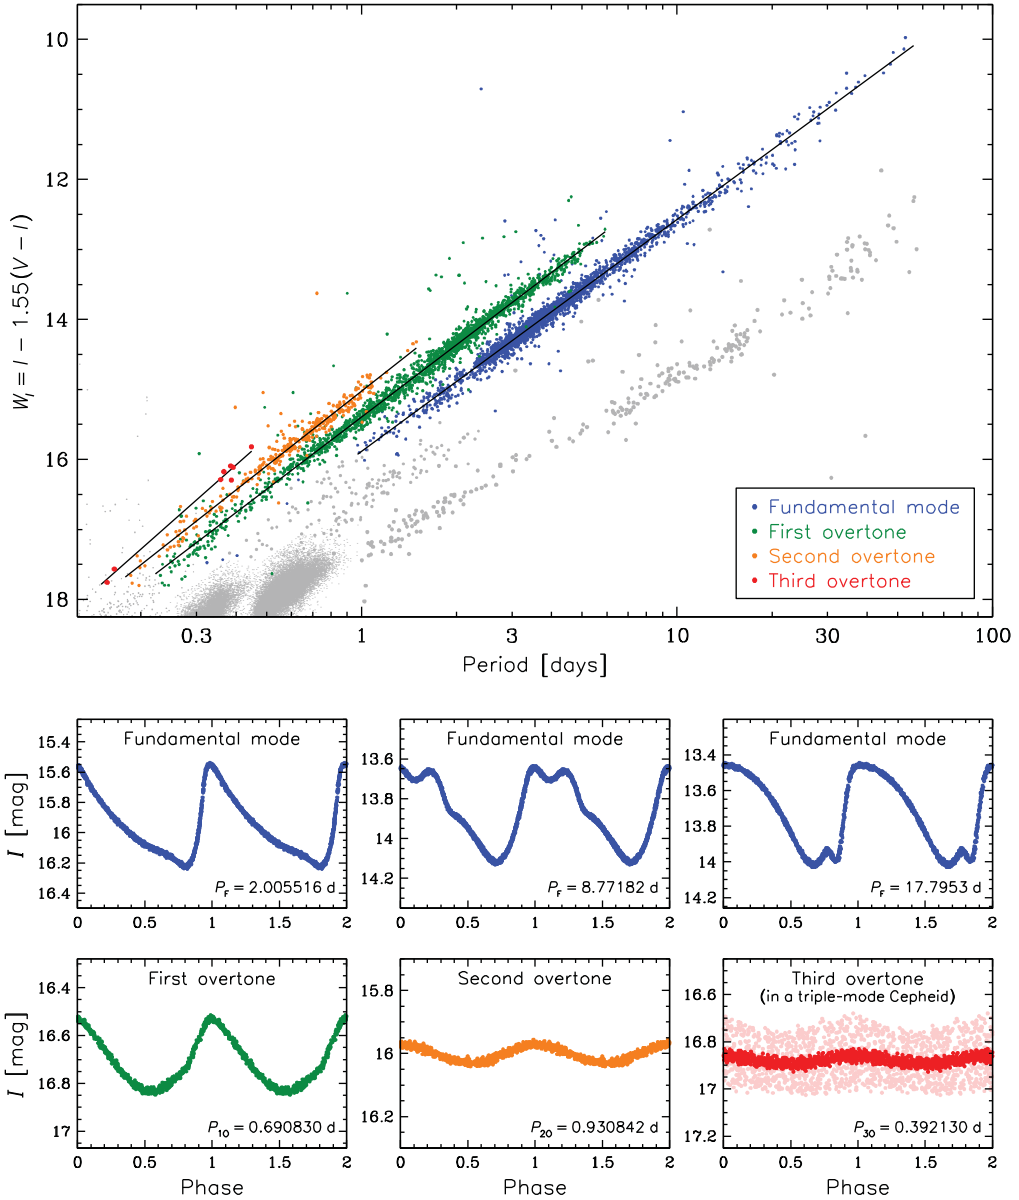 10
12
14
16
18
W_I = I − 1.55(V − I)
Fundamental mode
First overtone
Second overtone
Third overtone
0.3 1 3 10 30 100
Period [days]
Fundamental mode
15.4
15.6
15.8
16
16.2
16.4
I [mag]
P_F = 2.005516 d
0 0.5 1 1.5 2
Fundamental mode
13.6
13.8
14
14.2
P_F = 8.77182 d
0 0.5 1 1.5 2
Fundamental mode
13.4
13.6
13.8
14
14.2
P_F = 17.7953 d
0 0.5 1 1.5 2
First overtone
16.4
16.6
16.8
17
I [mag]
P_10 = 0.690830 d
0 0.5 1 1.5 2
Phase
Second overtone
15.8
16
16.2
P_20 = 0.930842 d
0 0.5 1 1.5 2
Phase
Third overtone
(in a triple-mode Cepheid)
16.6
16.8
17
17.2
P_30 = 0.392130 d
0 0.5 1 1.5 2
Phase